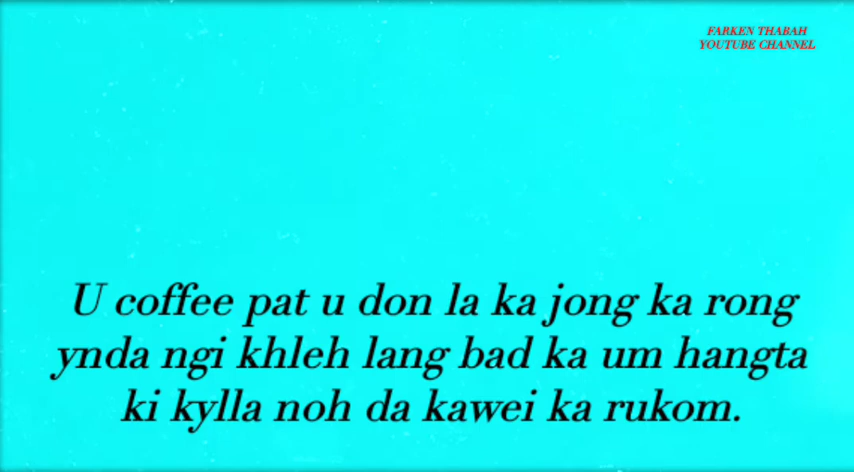 FARKEN THABAH
YOUTUBE CHANNEL
U coffee pat u don la ka jong ka rong
ynda ngi khleh lang bad ka um hangta
ki kylla noh da kawei ka rukom.